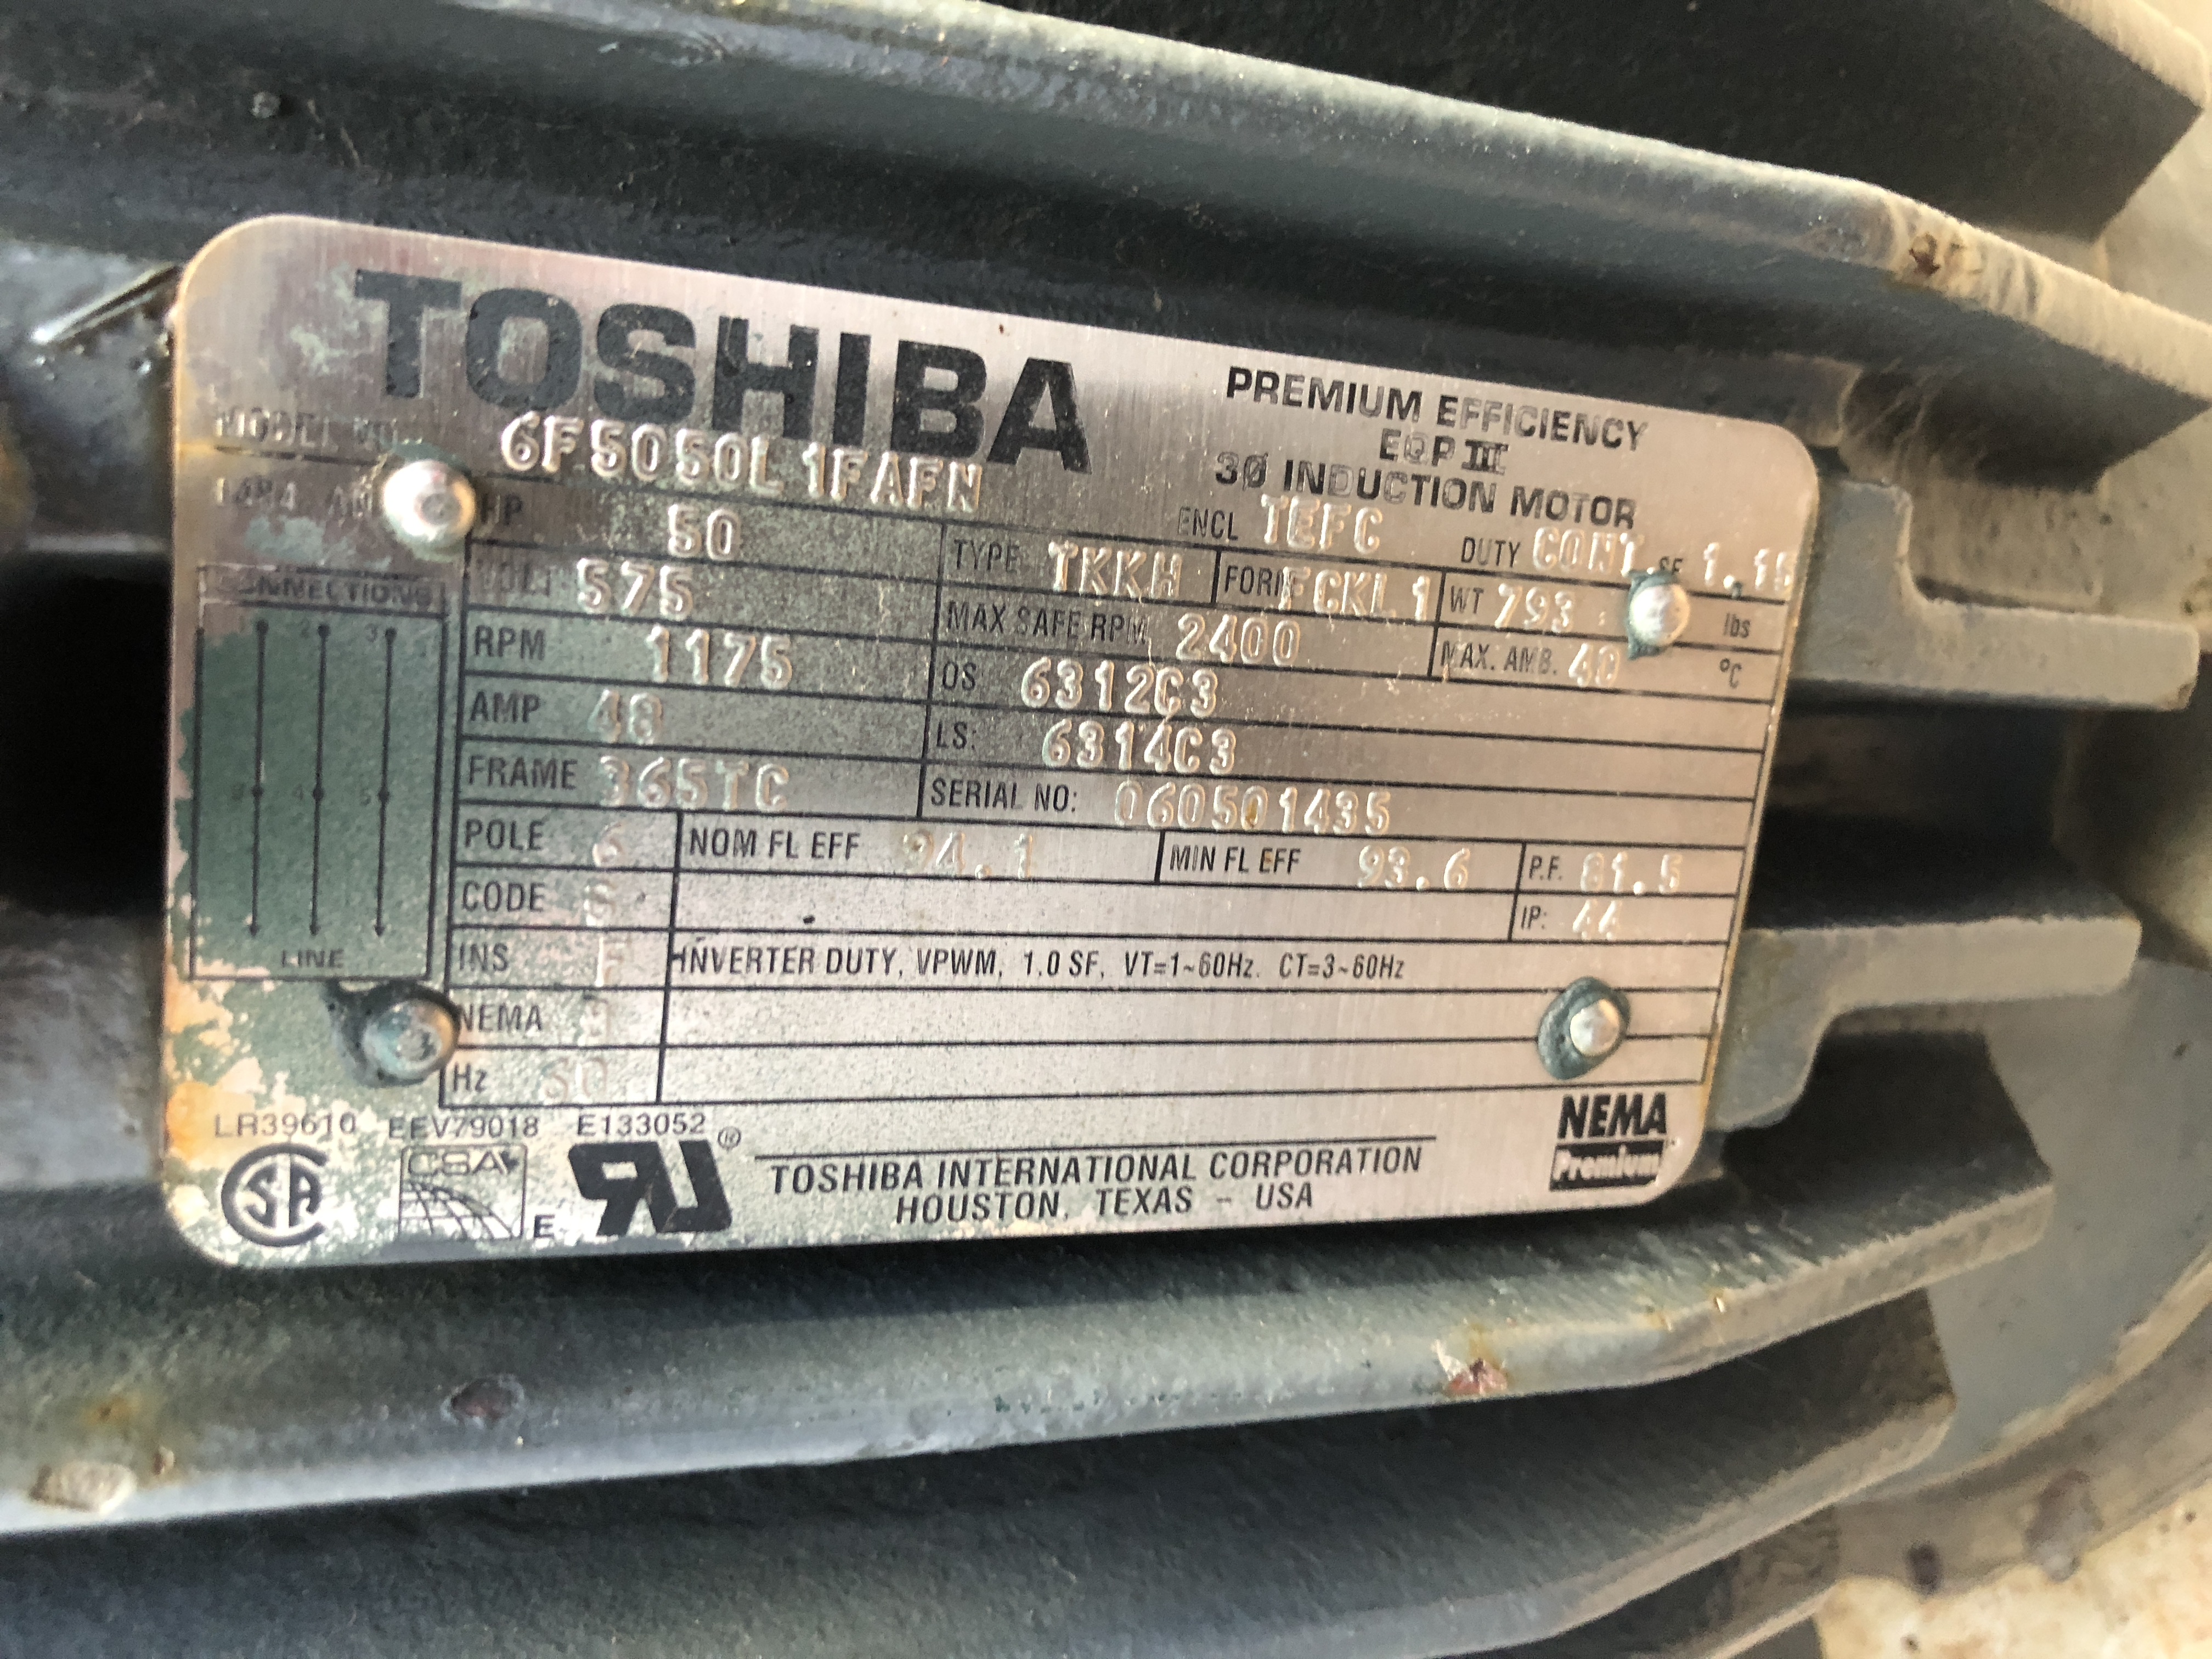 TOSHIBA
PREMIUM EFFICIENCY
EQP III
3Ø INDUCTION MOTOR
MODEL NO. 6F5050L1FAFN
ENCL TEFC DUTY CONT. SF 1.15
HP 50 TYPE TKKH FORM FCKL1 WT 793 lbs
VOLT 575 MAX SAFE RPM 2400 MAX. AMB. 40 °C
RPM 1175 OS 6312C3
AMP 48 LS: 6314C3
FRAME 365TC SERIAL NO: 060501435
POLE 6 NOM FL EFF 94.1 MIN FL EFF 93.6 P.F. 81.5
CODE IP: 44
INS F INVERTER DUTY, VPWM, 1.0 SF, VT=1~60Hz. CT=3~60Hz
NEMA
Hz 60
CONNECTIONS
LINE
LR39610 EEV79018 E133052
CSA E
TOSHIBA INTERNATIONAL CORPORATION
HOUSTON, TEXAS - USA
NEMA
Premium